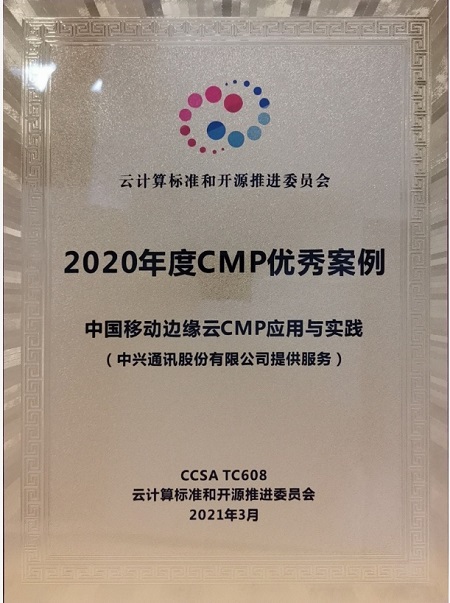 云计算标准和开源推进委员会
2020年度CMP优秀案例
中国移动边缘云CMP应用与实践
（中兴通讯股份有限公司提供服务）
CCSA TC608
云计算标准和开源推进委员会
2021年3月